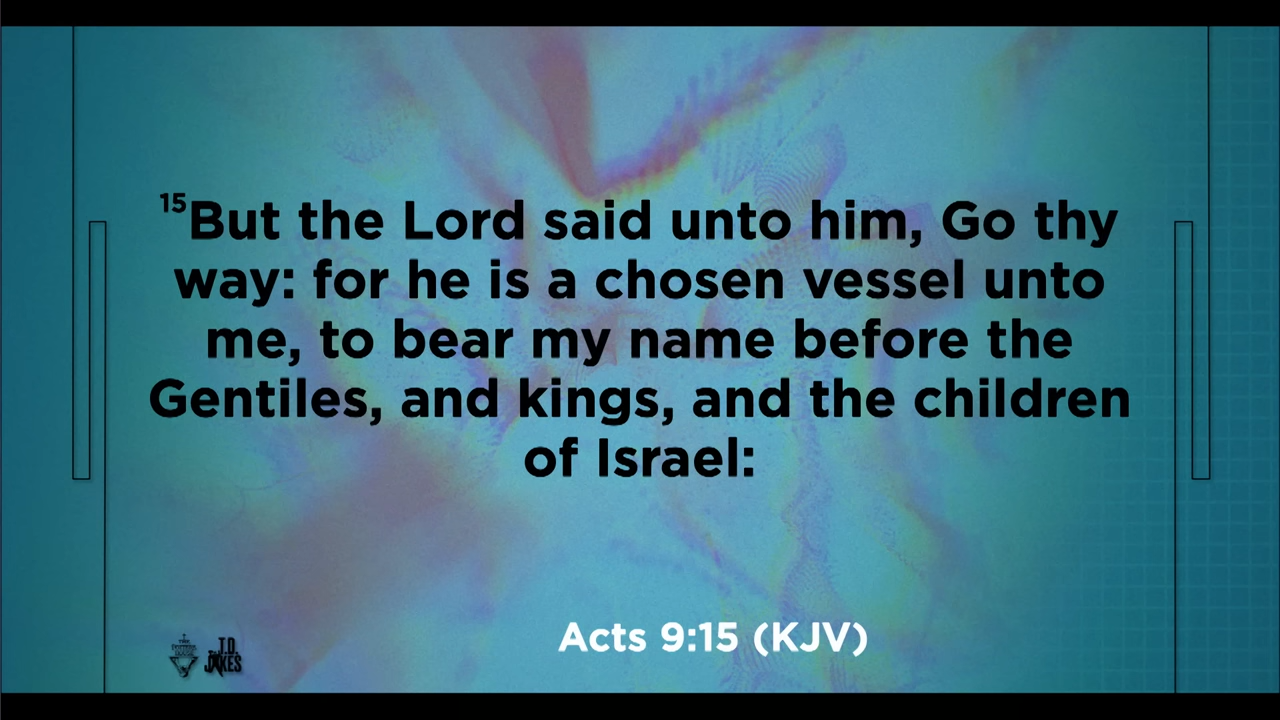 15But the Lord said unto him, Go thy
way: for he is a chosen vessel unto
me, to bear my name before the
Gentiles, and kings, and the children
of Israel:
Acts 9:15 (KJV)
T.D.
JAKES